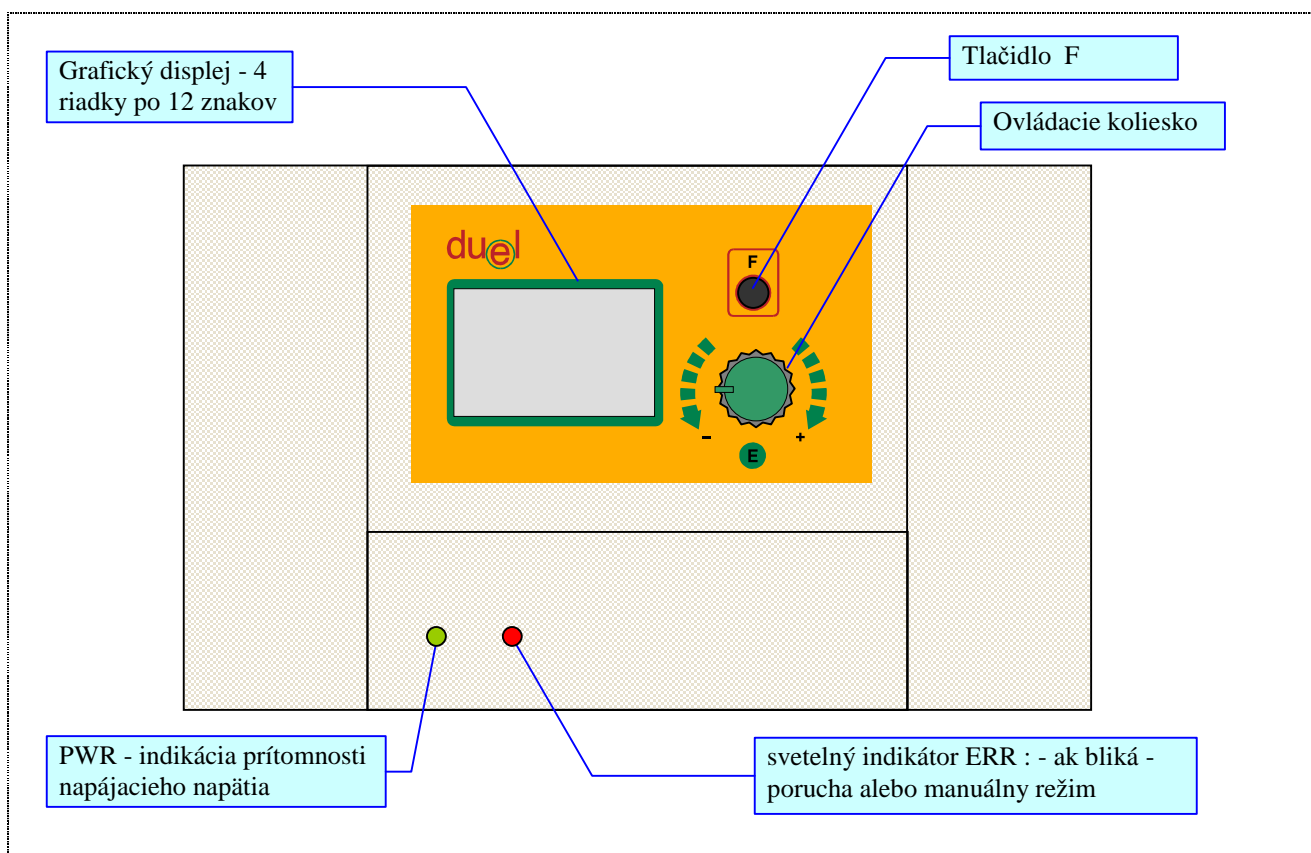 Grafický displej - 4
riadky po 12 znakov
Tlačidlo  F
Ovládacie koliesko
duel
F
-
+
E
PWR - indikácia prítomnosti
napájacieho napätia
svetelný indikátor ERR : - ak bliká -
porucha alebo manuálny režim